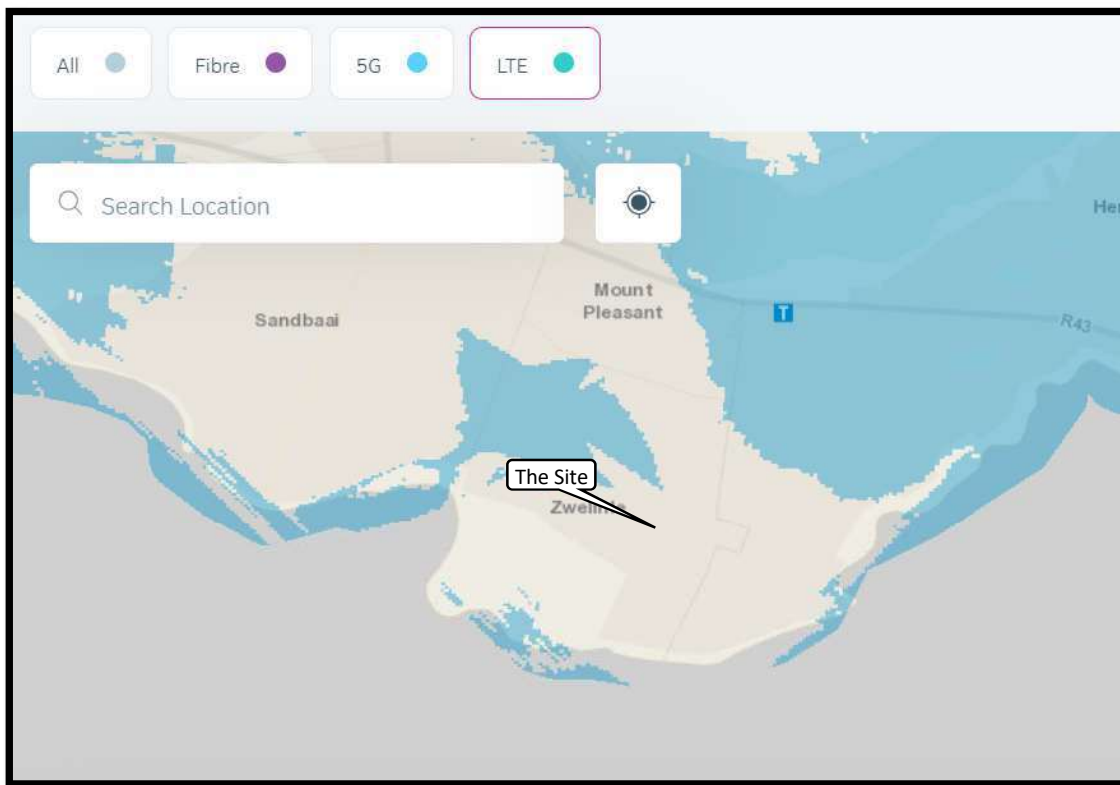 All
Fibre
5G
LTE
Search Location
Her
Mount
Pleasant
T
Sandbaai
R43
The Site